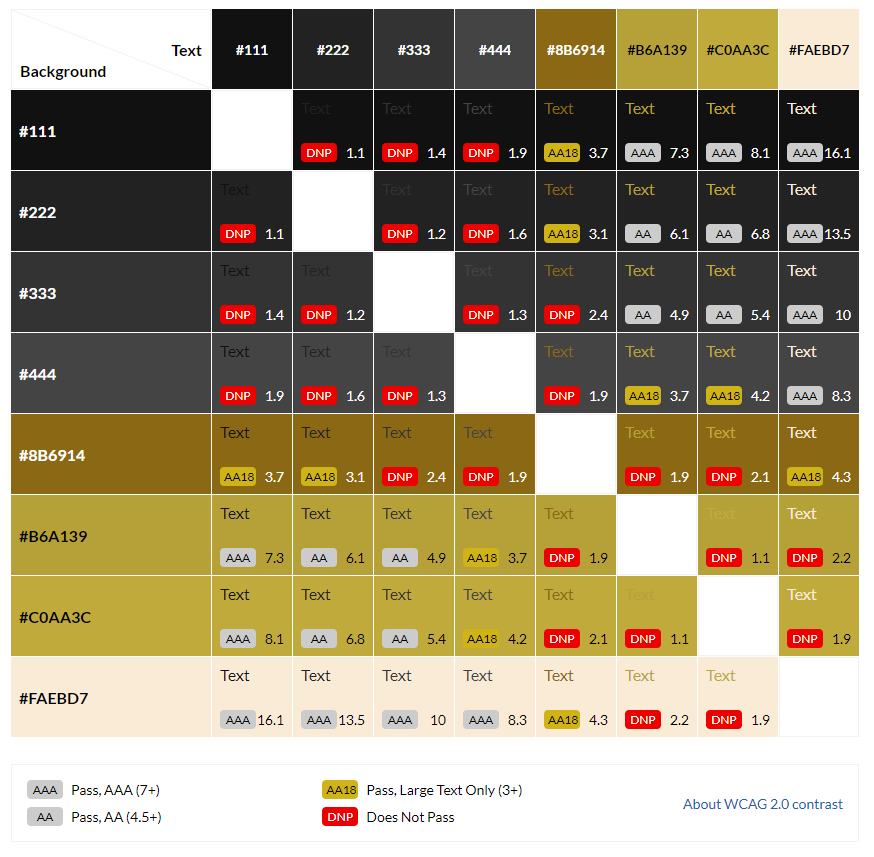 Text
Background
#111 #222 #333 #444 #8B6914 #B6A139 #C0AA3C #FAEBD7
#111
Text Text Text Text Text Text Text
DNP 1.1 DNP 1.4 DNP 1.9 AA18 3.7 AAA 7.3 AAA 8.1 AAA 16.1
#222
Text Text Text Text Text Text Text
DNP 1.1 DNP 1.2 DNP 1.6 AA18 3.1 AA 6.1 AA 6.8 AAA 13.5
#333
Text Text Text Text Text Text Text
DNP 1.4 DNP 1.2 DNP 1.3 DNP 2.4 AA 4.9 AA 5.4 AAA 10
#444
Text Text Text Text Text Text Text
DNP 1.9 DNP 1.6 DNP 1.3 DNP 1.9 AA18 3.7 AA18 4.2 AAA 8.3
#8B6914
Text Text Text Text Text Text Text
AA18 3.7 AA18 3.1 DNP 2.4 DNP 1.9 DNP 1.9 DNP 2.1 AA18 4.3
#B6A139
Text Text Text Text Text Text Text
AAA 7.3 AA 6.1 AA 4.9 AA18 3.7 DNP 1.9 DNP 1.1 DNP 2.2
#C0AA3C
Text Text Text Text Text Text Text
AAA 8.1 AA 6.8 AA 5.4 AA18 4.2 DNP 2.1 DNP 1.1 DNP 1.9
#FAEBD7
Text Text Text Text Text Text Text
AAA 16.1 AAA 13.5 AAA 10 AAA 8.3 AA18 4.3 DNP 2.2 DNP 1.9
AAA Pass, AAA (7+)
AA Pass, AA (4.5+)
AA18 Pass, Large Text Only (3+)
DNP Does Not Pass
About WCAG 2.0 contrast